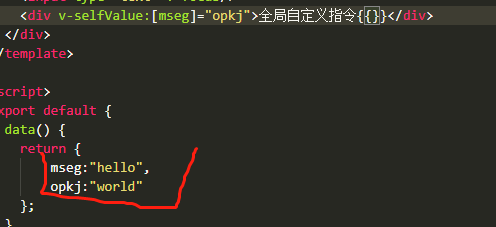 <div v-selfValue:[mseg]="opkj">全局自定义指令{{}}</div>
</div>
/template>
script>
xport default {
data() {
return {
mseg:"hello",
opkj:"world"
};
}